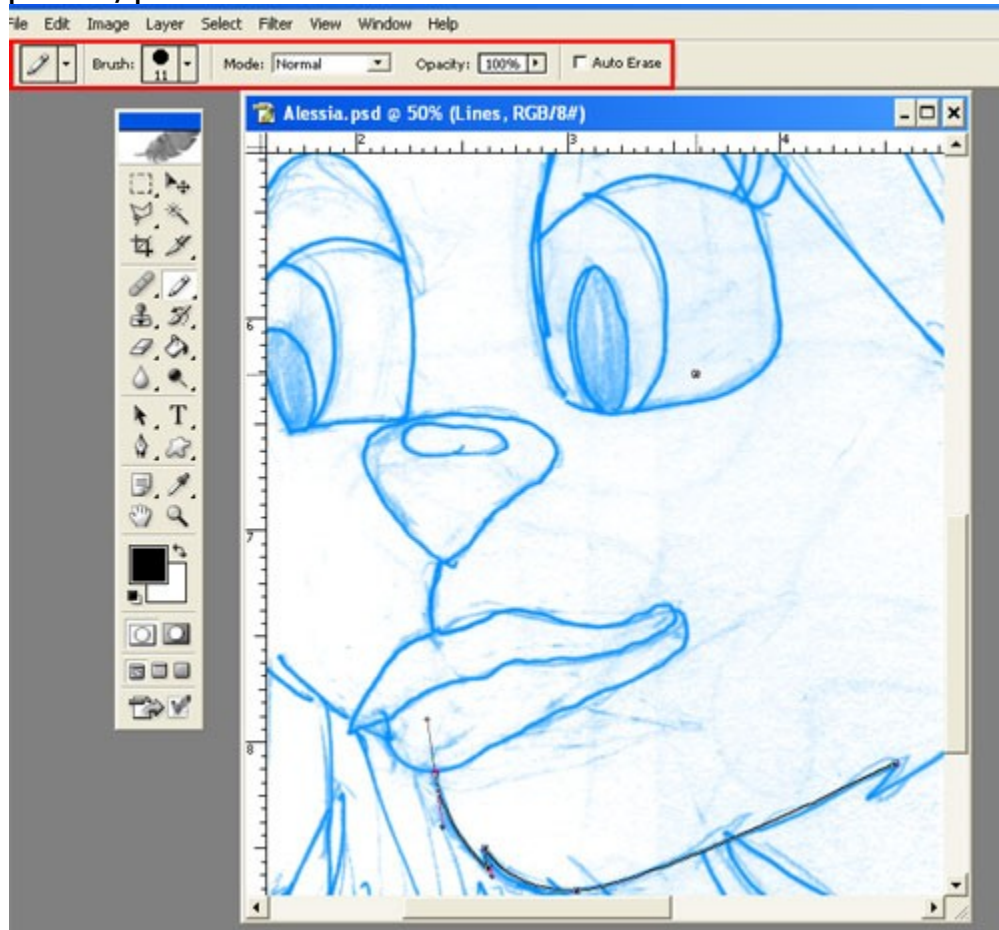 File Edit Image Layer Select Filter View Window Help
Brush: 11 Mode: Normal Opacity: 100% Auto Erase
Alessia.psd @ 50% (Lines, RGB/8#)
2 3 4
6
T
7
8